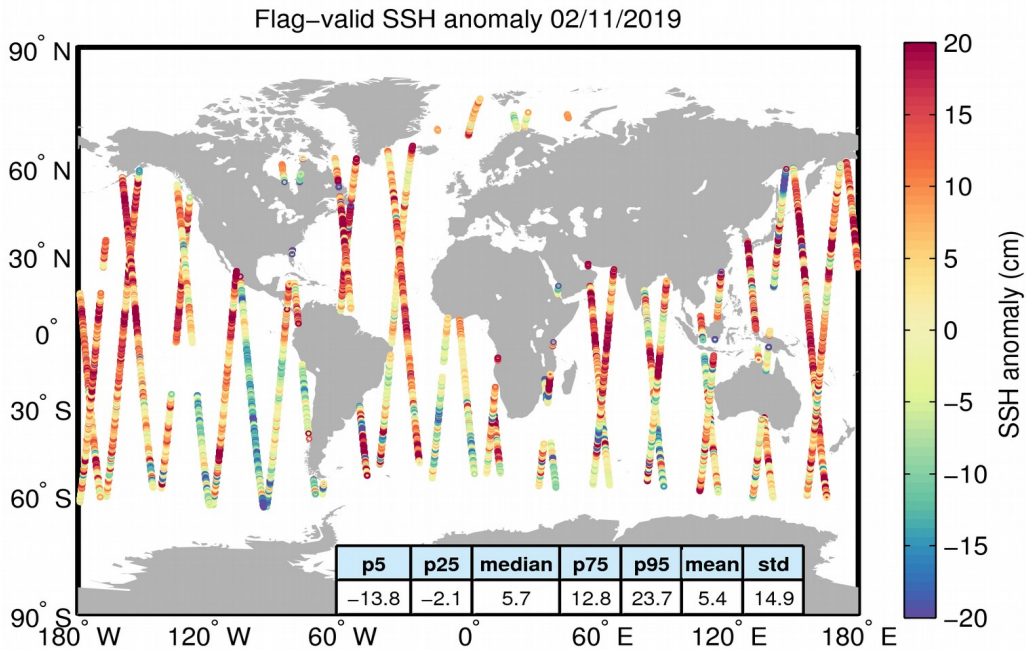 Flag−valid SSH anomaly 02/11/2019
90° N
60° N
30° N
0°
30° S
60° S
90° S
180° W
120° W
60° W
0°
60° E
120° E
180° E
p5 p25 median p75 p95 mean std
−13.8 −2.1 5.7 12.8 23.7 5.4 14.9
20
15
10
5
0
−5
−10
−15
−20
SSH anomaly (cm)